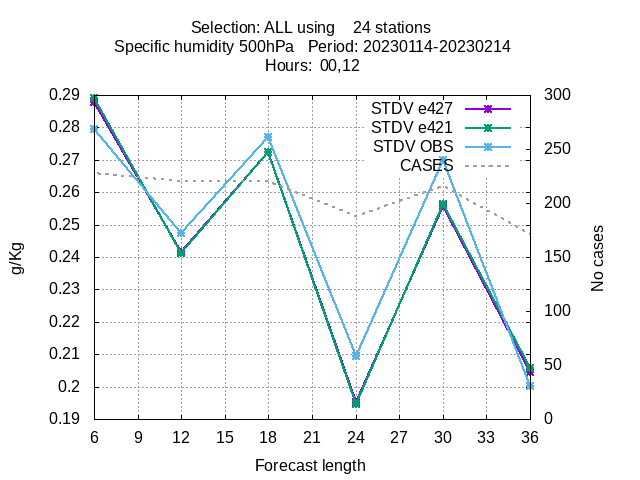 Selection: ALL using    24 stations
Specific humidity 500hPa   Period: 20230114-20230214
Hours:  00,12
0.29
0.28
0.27
0.26
0.25
0.24
0.23
0.22
0.21
0.2
0.19
g/Kg
STDV e427
STDV e421
STDV OBS
CASES
300
250
200
150
100
50
0
No cases
6 9 12 15 18 21 24 27 30 33 36
Forecast length